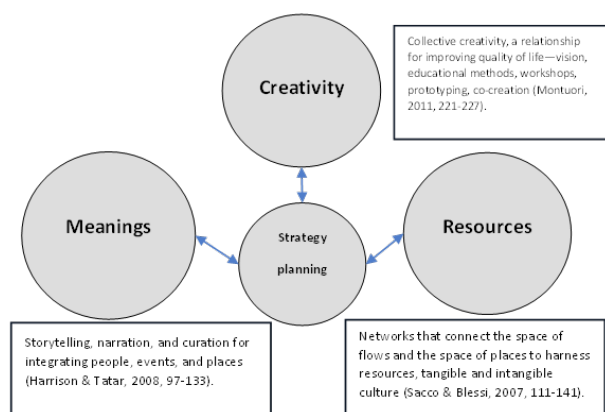 Creativity
Collective creativity, a relationship
for improving quality of life—vision,
educational methods, workshops,
prototyping, co-creation (Montuori,
2011, 221-227).
Meanings
Strategy
planning
Resources
Storytelling, narration, and curation for
integrating people, events, and places
(Harrison & Tatar, 2008, 97-133).
Networks that connect the space of
flows and the space of places to harness
resources, tangible and intangible
culture (Sacco & Blessi, 2007, 111-141).